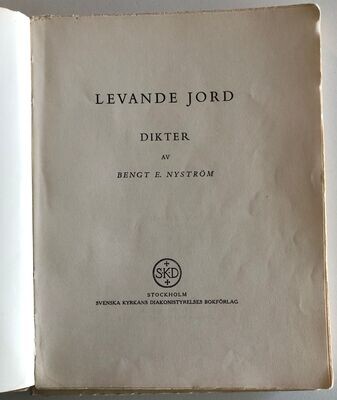 LEVANDE JORD
DIKTER
AV
BENGT E. NYSTRÖM
SKD
STOCKHOLM
SVENSKA KYRKANS DIAKONISTYRELSES BOKFÖRLAG